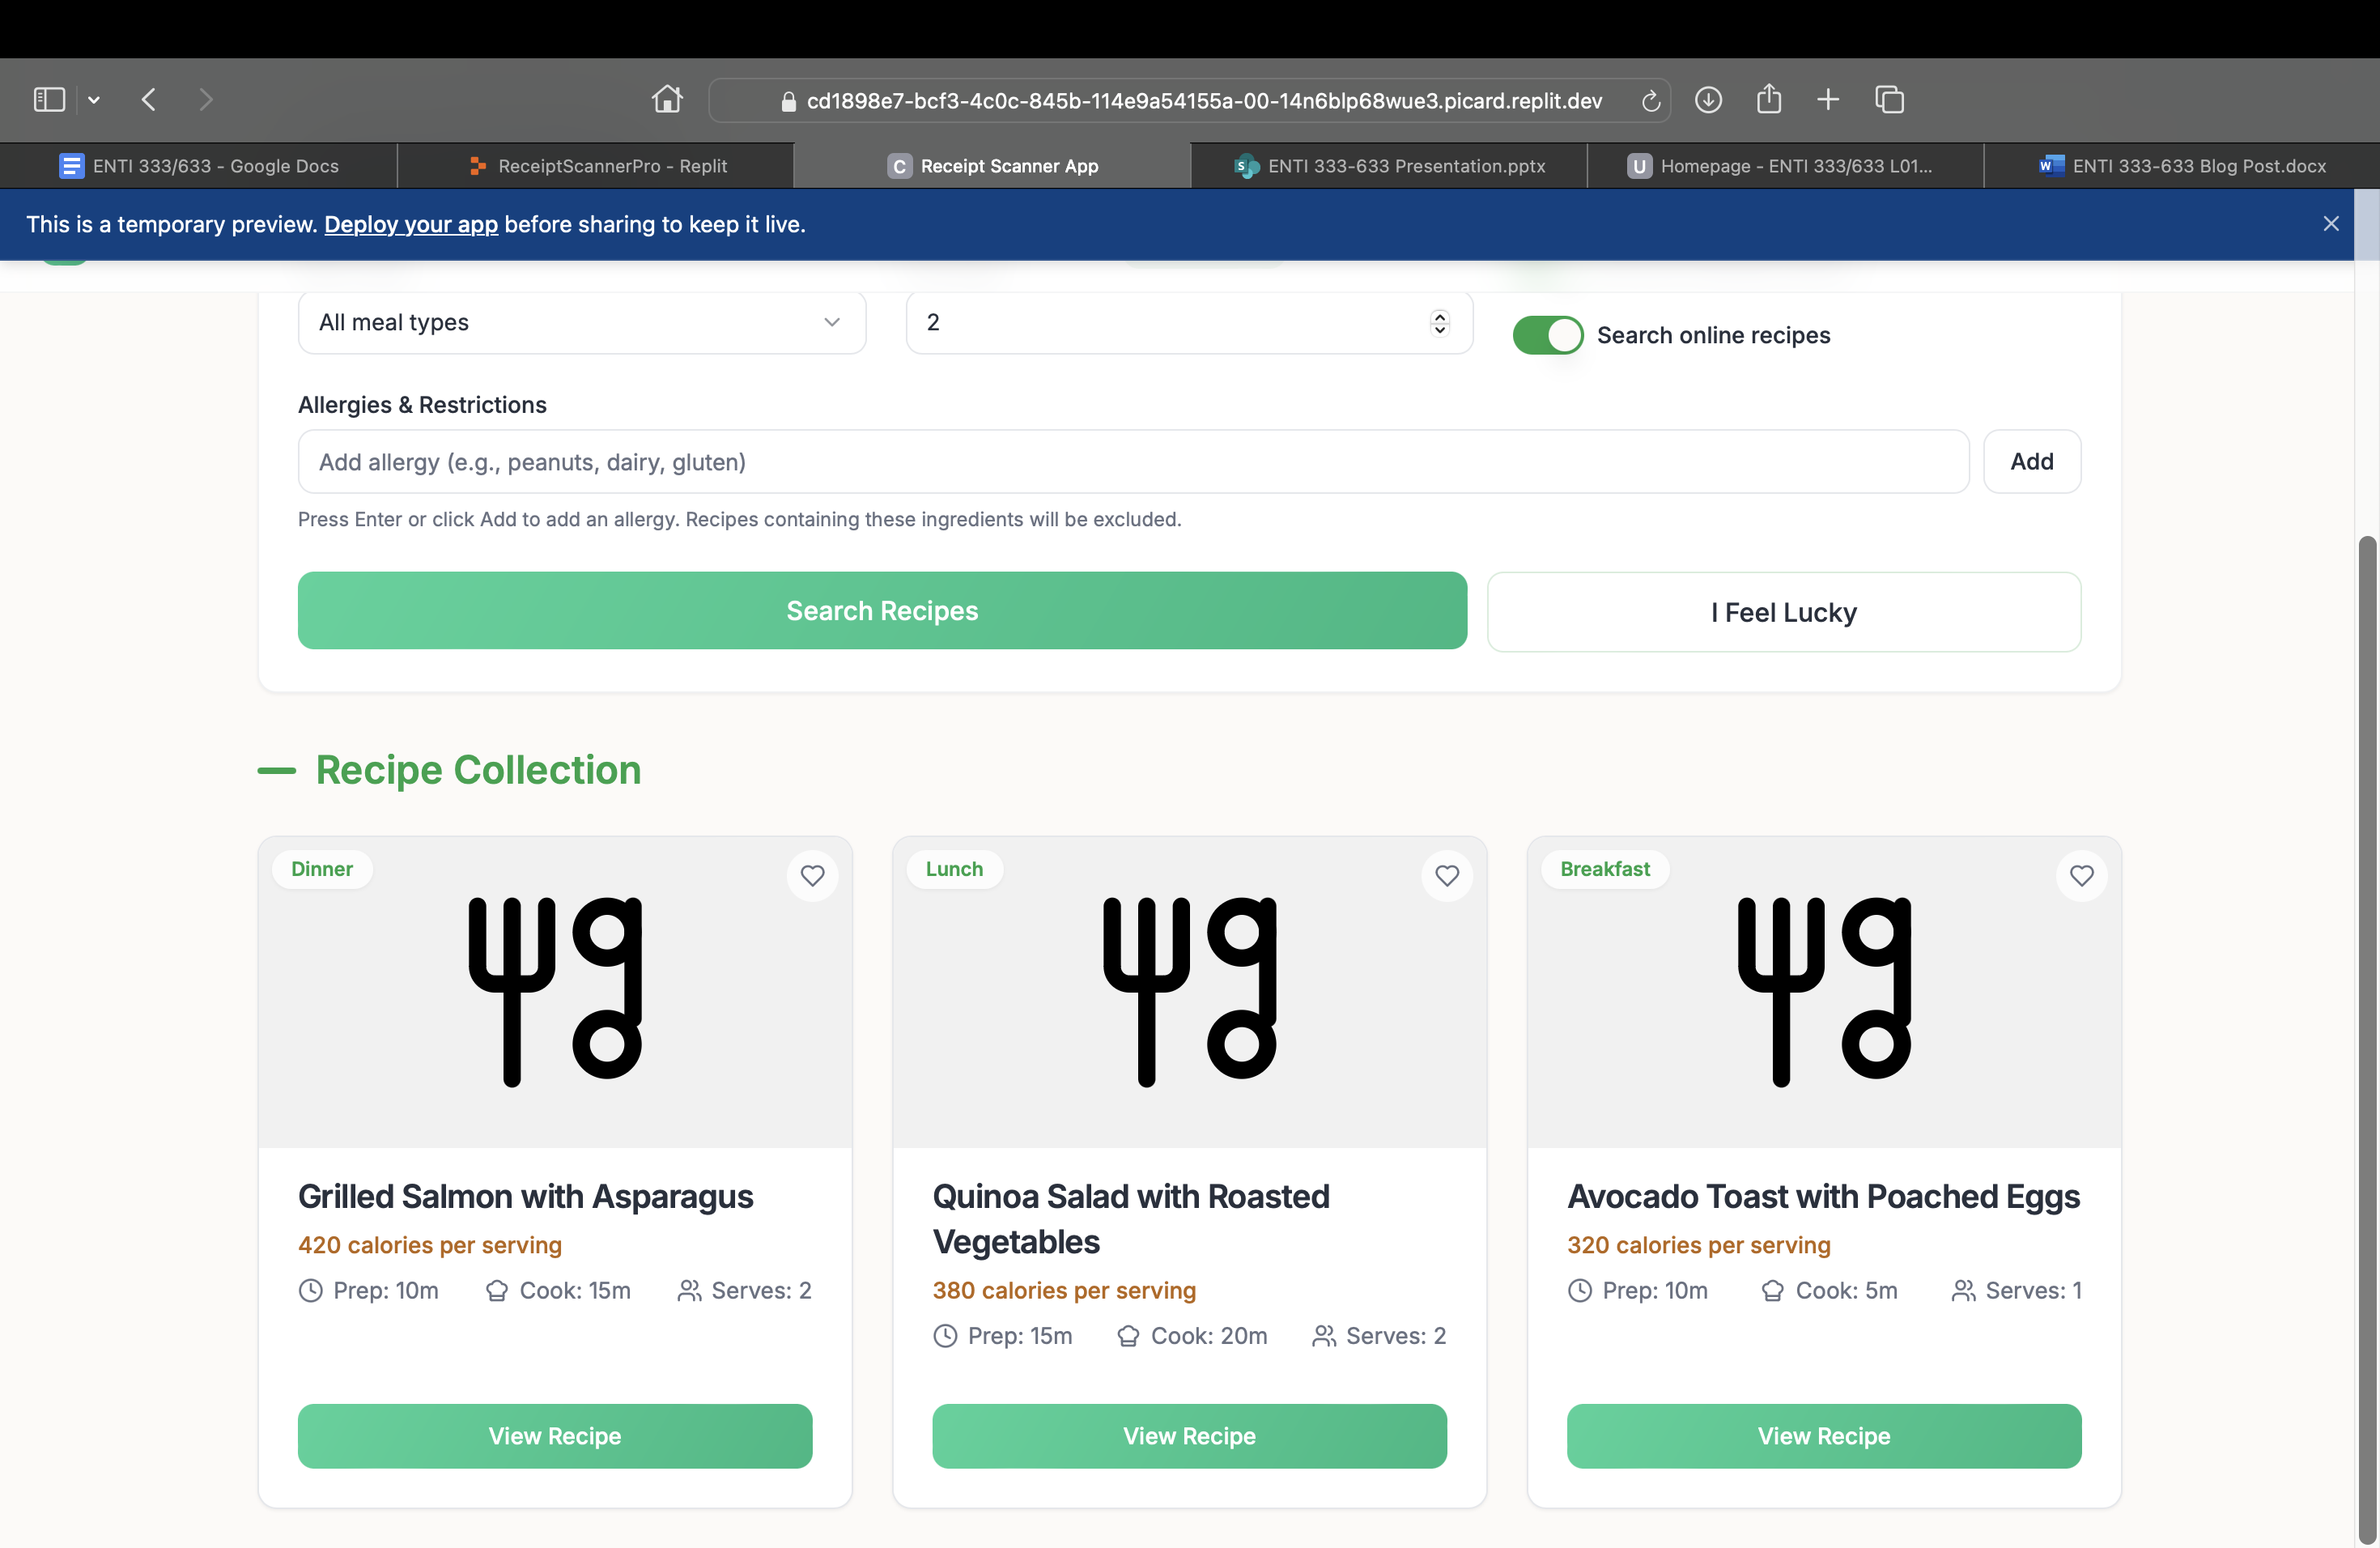 cd1898e7-bcf3-4c0c-845b-114e9a54155a-00-14n6blp68wue3.picard.replit.dev
ENTI 333/633 - Google Docs
ReceiptScannerPro - Replit
C Receipt Scanner App
ENTI 333-633 Presentation.pptx
U Homepage - ENTI 333/633 L01...
ENTI 333-633 Blog Post.docx
This is a temporary preview. Deploy your app before sharing to keep it live.
All meal types
2
Search online recipes
Allergies & Restrictions
Add allergy (e.g., peanuts, dairy, gluten)
Add
Press Enter or click Add to add an allergy. Recipes containing these ingredients will be excluded.
Search Recipes
I Feel Lucky
Recipe Collection
Dinner
Grilled Salmon with Asparagus
420 calories per serving
Prep: 10m Cook: 15m Serves: 2
View Recipe
Lunch
Quinoa Salad with Roasted
Vegetables
380 calories per serving
Prep: 15m Cook: 20m Serves: 2
View Recipe
Breakfast
Avocado Toast with Poached Eggs
320 calories per serving
Prep: 10m Cook: 5m Serves: 1
View Recipe